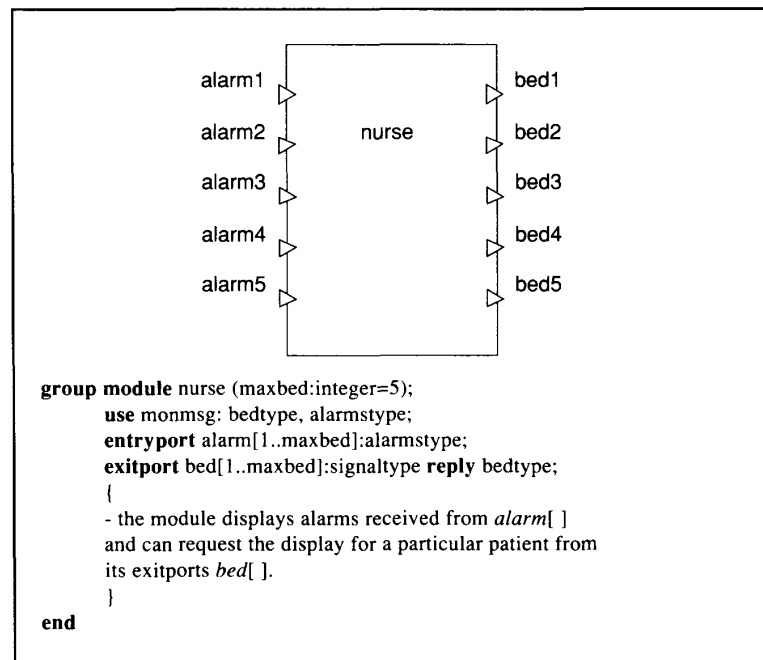 alarm1 bed1
alarm2 nurse bed2
alarm3 bed3
alarm4 bed4
alarm5 bed5
group module nurse (maxbed:integer=5);
use monmsg: bedtype, alarmstype;
entryport alarm[1..maxbed]:alarmstype;
exitport bed[1..maxbed]:signaltype reply bedtype;
{
- the module displays alarms received from alarm[ ]
and can request the display for a particular patient from
its exitports bed[ ].
}
end